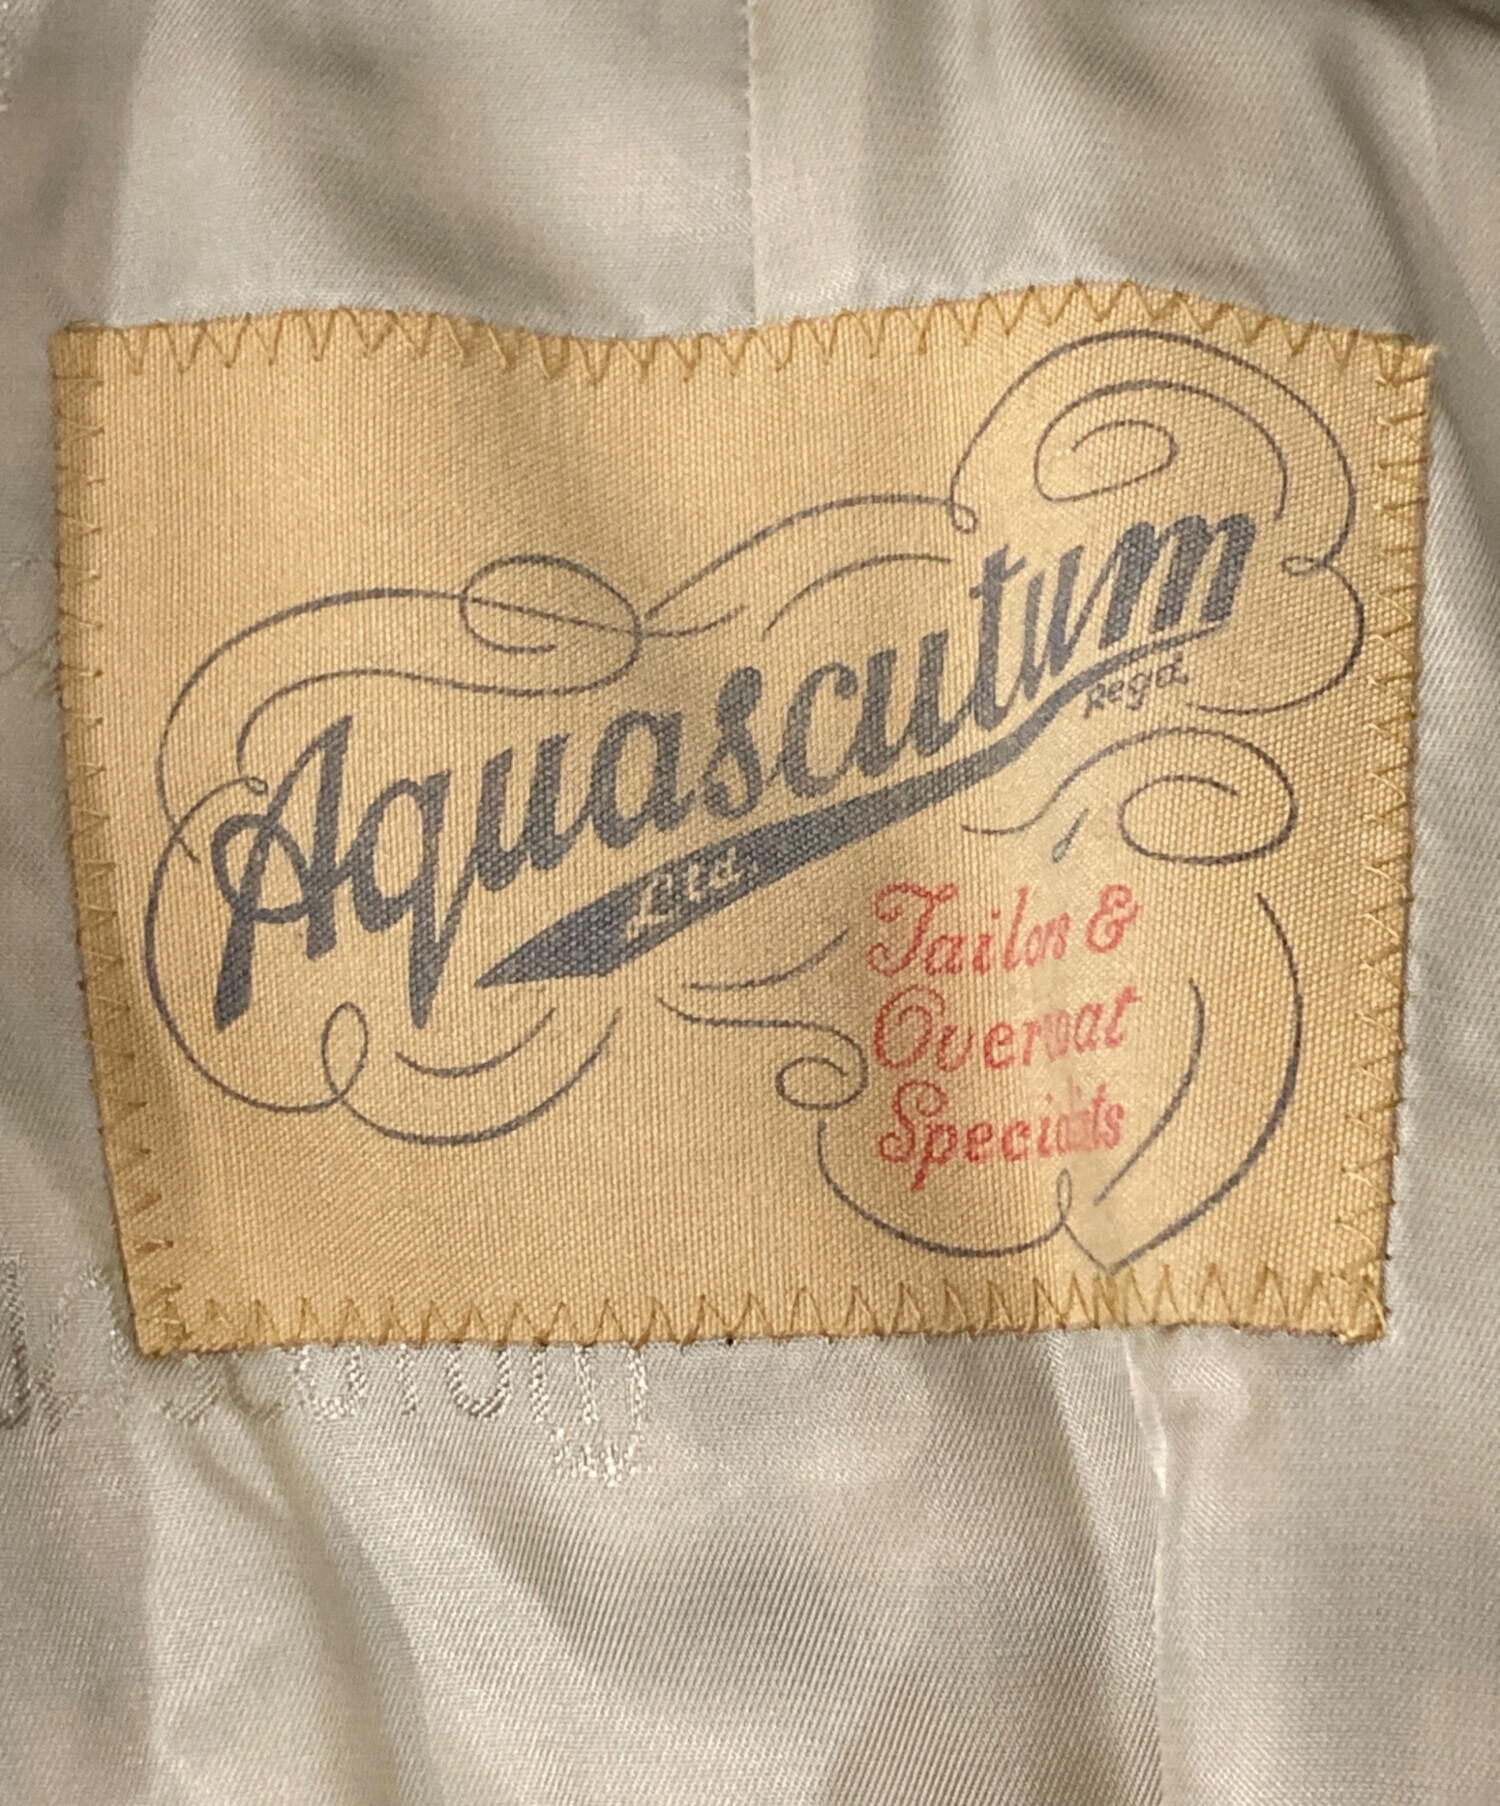 Aquascutum
Regd.
Ltd.
Tailors &
Overcoat
Specialists